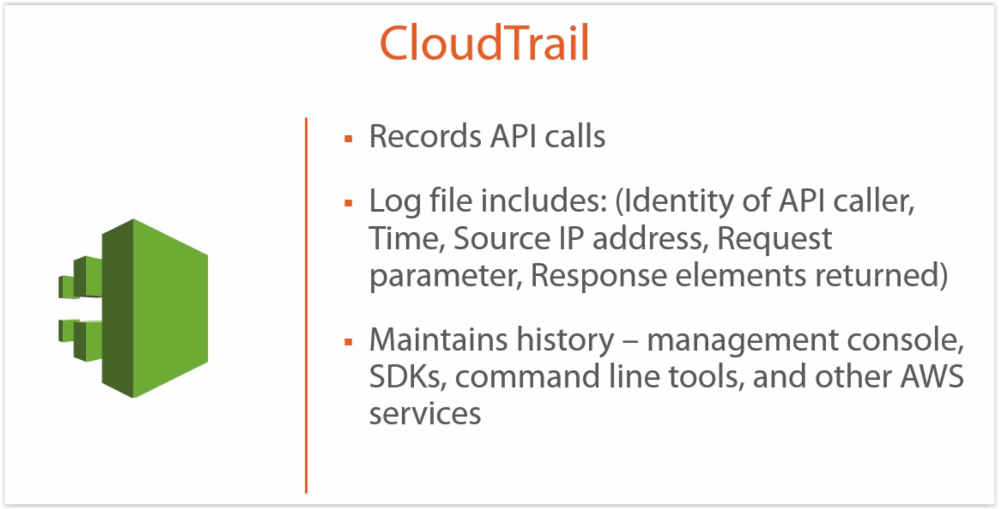 CloudTrail
▪ Records API calls
▪ Log file includes: (Identity of API caller,
Time, Source IP address, Request
parameter, Response elements returned)
▪ Maintains history – management console,
SDKs, command line tools, and other AWS
services